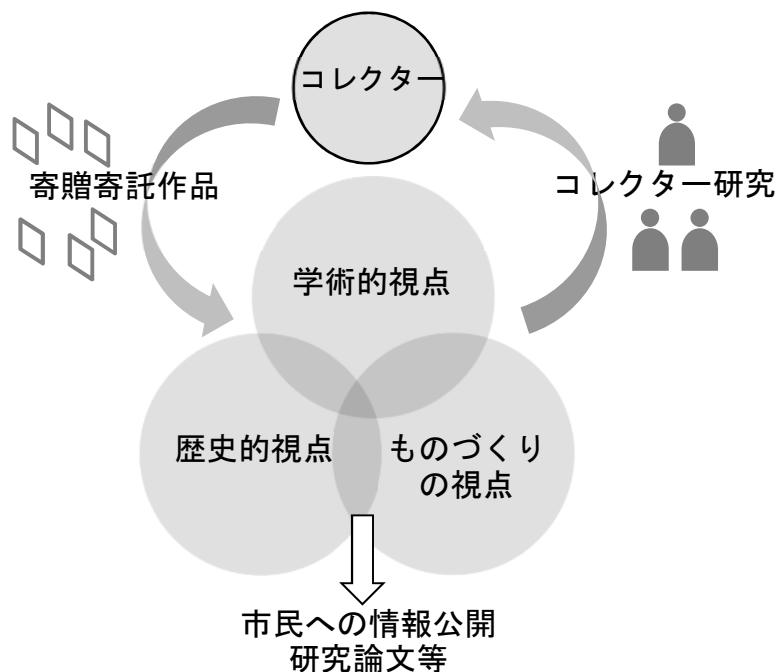 コレクター
寄贈寄託作品
コレクター研究
学術的視点
歴史的視点
ものづくり
の視点
市民への情報公開
研究論文等